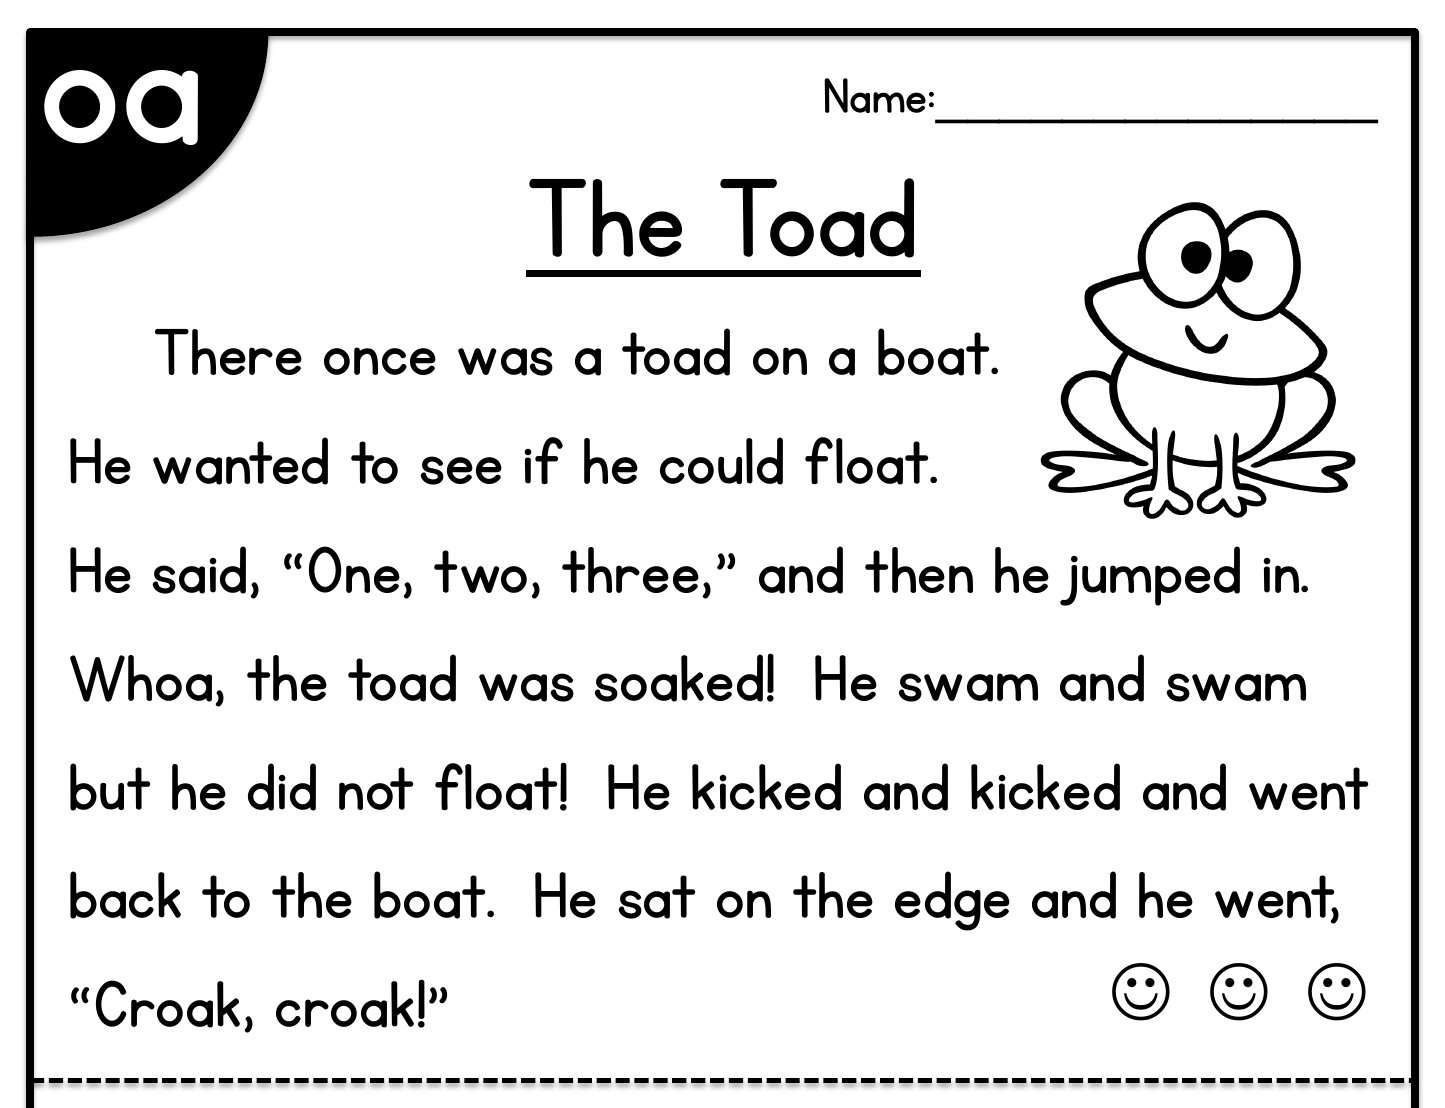 oa
Name:
The Toad
There once was a toad on a boat.
He wanted to see if he could float.
He said, “One, two, three,” and then he jumped in.
Whoa, the toad was soaked!  He swam and swam
but he did not float!  He kicked and kicked and went
back to the boat.  He sat on the edge and he went,
“Croak, croak!”